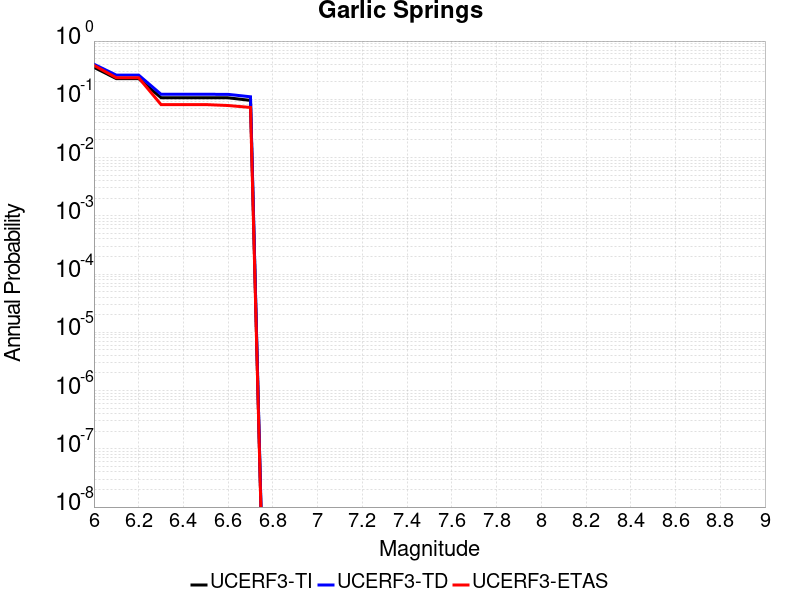 Garlic Springs
10^0
10^-1
10^-2
10^-3
10^-4
10^-5
10^-6
10^-7
10^-8
Annual Probability
6 6.2 6.4 6.6 6.8 7 7.2 7.4 7.6 7.8 8 8.2 8.4 8.6 8.8 9
Magnitude
UCERF3-TI UCERF3-TD UCERF3-ETAS